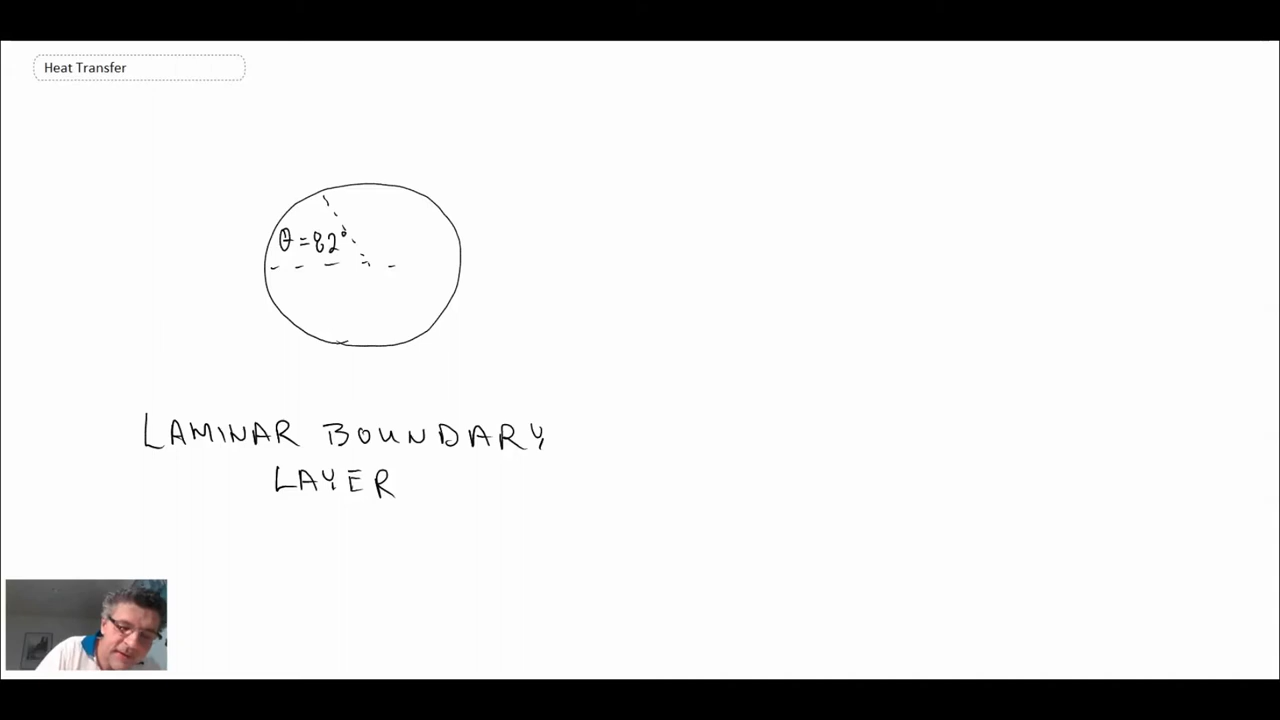 Heat Transfer
θ = 82°
LAMINAR BOUNDARY
LAYER